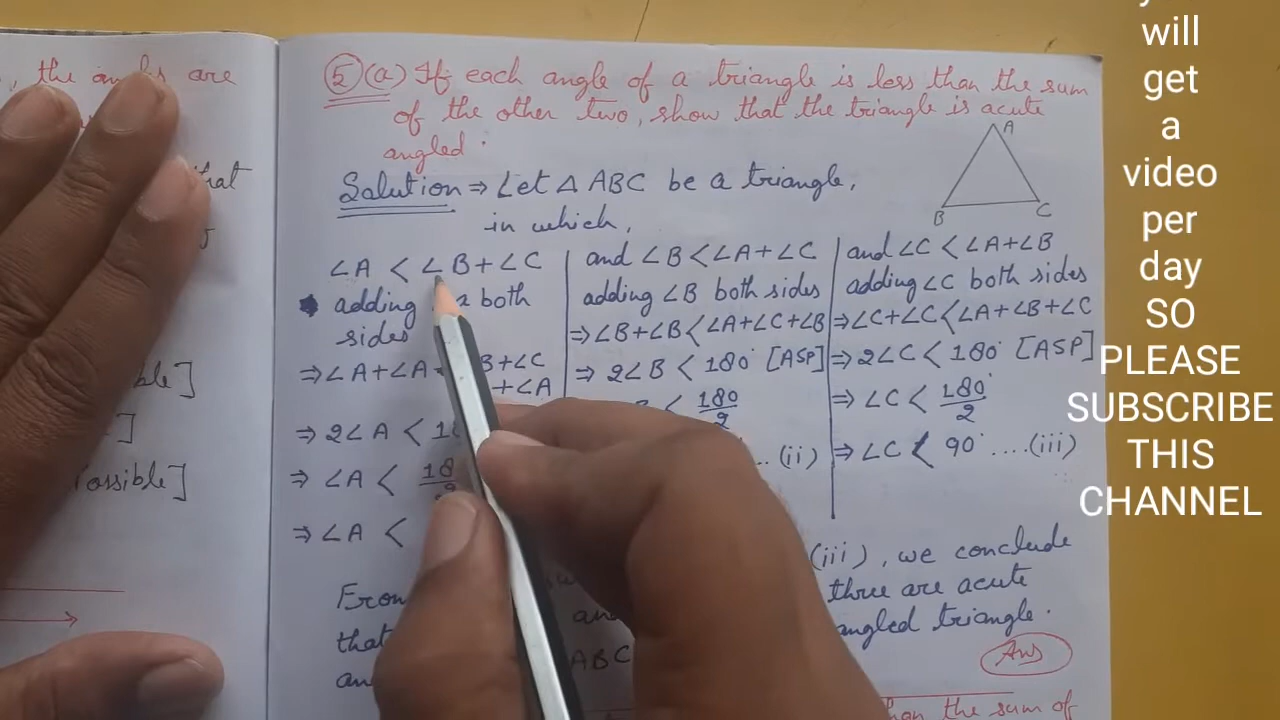 , the angles are
that
ble]
ossible]
⑤ (a) If each angle of a triangle is less than the sum
of the other two, show that the triangle is acute
angled.
A
B
C
Solution ⇒ Let △ ABC be a triangle,
in which,
∠A < ∠B+∠C
adding a both
sides
⇒∠A+∠A B+∠C
+∠A
⇒ 2∠A < 18
⇒ ∠A < 18
⇒ ∠A <
and ∠B<∠A+∠C
adding ∠B both sides
⇒∠B+∠B<∠A+∠C+∠B
⇒ 2∠B < 180° [ASP]
B < 180/2
.. (ii)
and ∠C < ∠A+∠B
adding ∠C both sides
⇒∠C+∠C<∠A+∠B+∠C
⇒2∠C < 180° [ASP]
⇒ ∠C < 180°/2
⇒ ∠C < 90° ....(iii)
From (iii), we conclude
that three are acute
an ABC angled triangle.
Ans
than the sum of
will
get
a
video
per
day
SO
PLEASE
SUBSCRIBE
THIS
CHANNEL